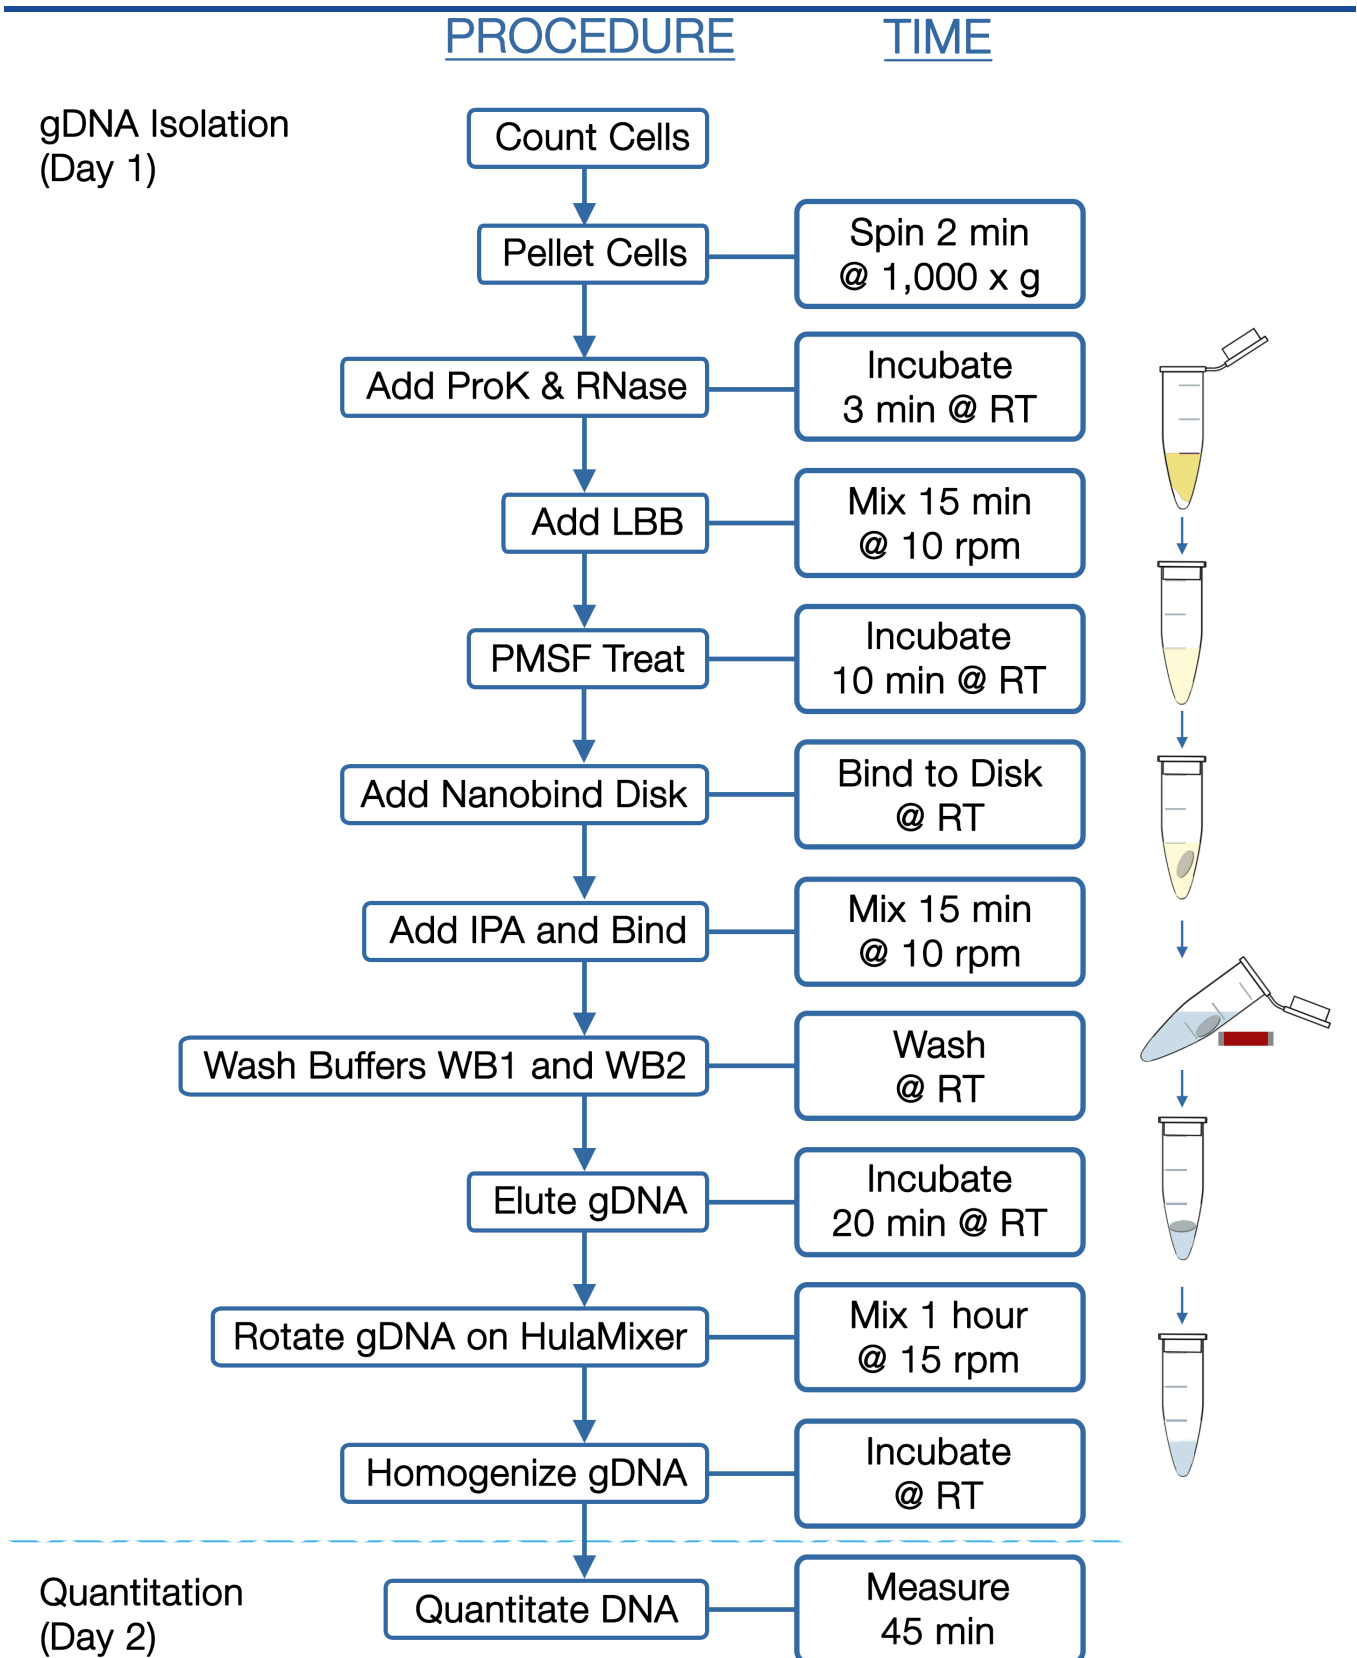 PROCEDURE
TIME
gDNA Isolation
(Day 1)
Count Cells
Pellet Cells
Spin 2 min
@ 1,000 x g
Add ProK & RNase
Incubate
3 min @ RT
Add LBB
Mix 15 min
@ 10 rpm
PMSF Treat
Incubate
10 min @ RT
Add Nanobind Disk
Bind to Disk
@ RT
Add IPA and Bind
Mix 15 min
@ 10 rpm
Wash Buffers WB1 and WB2
Wash
@ RT
Elute gDNA
Incubate
20 min @ RT
Rotate gDNA on HulaMixer
Mix 1 hour
@ 15 rpm
Homogenize gDNA
Incubate
@ RT
Quantitation
(Day 2)
Quantitate DNA
Measure
45 min